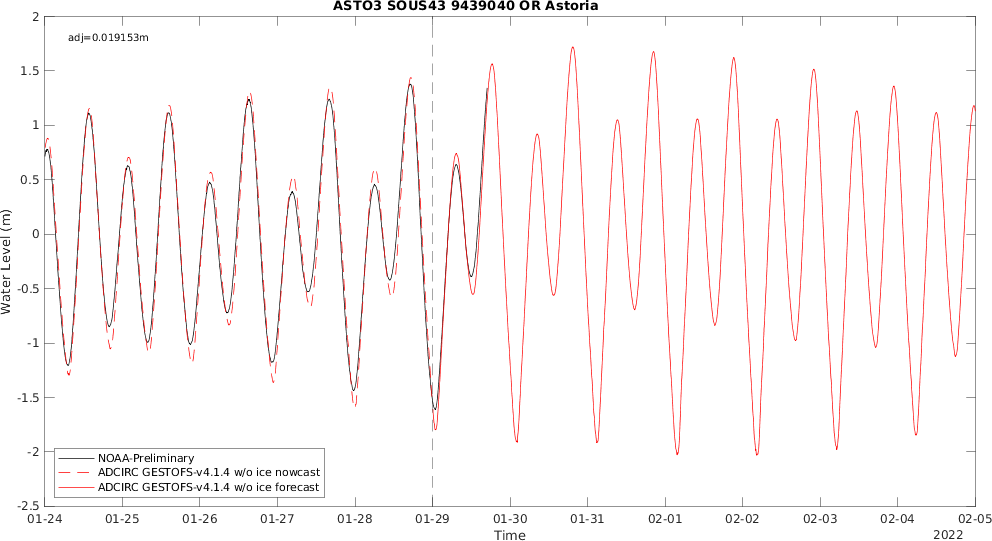 ASTO3 SOUS43 9439040 OR Astoria
adj=0.019153m
2
1.5
1
0.5
0
-0.5
-1
-1.5
-2
-2.5
Water Level (m)
NOAA-Preliminary
ADCIRC GESTOFS-v4.1.4 w/o ice nowcast
ADCIRC GESTOFS-v4.1.4 w/o ice forecast
01-24 01-25 01-26 01-27 01-28 01-29 01-30 01-31 02-01 02-02 02-03 02-04 02-05
Time
2022